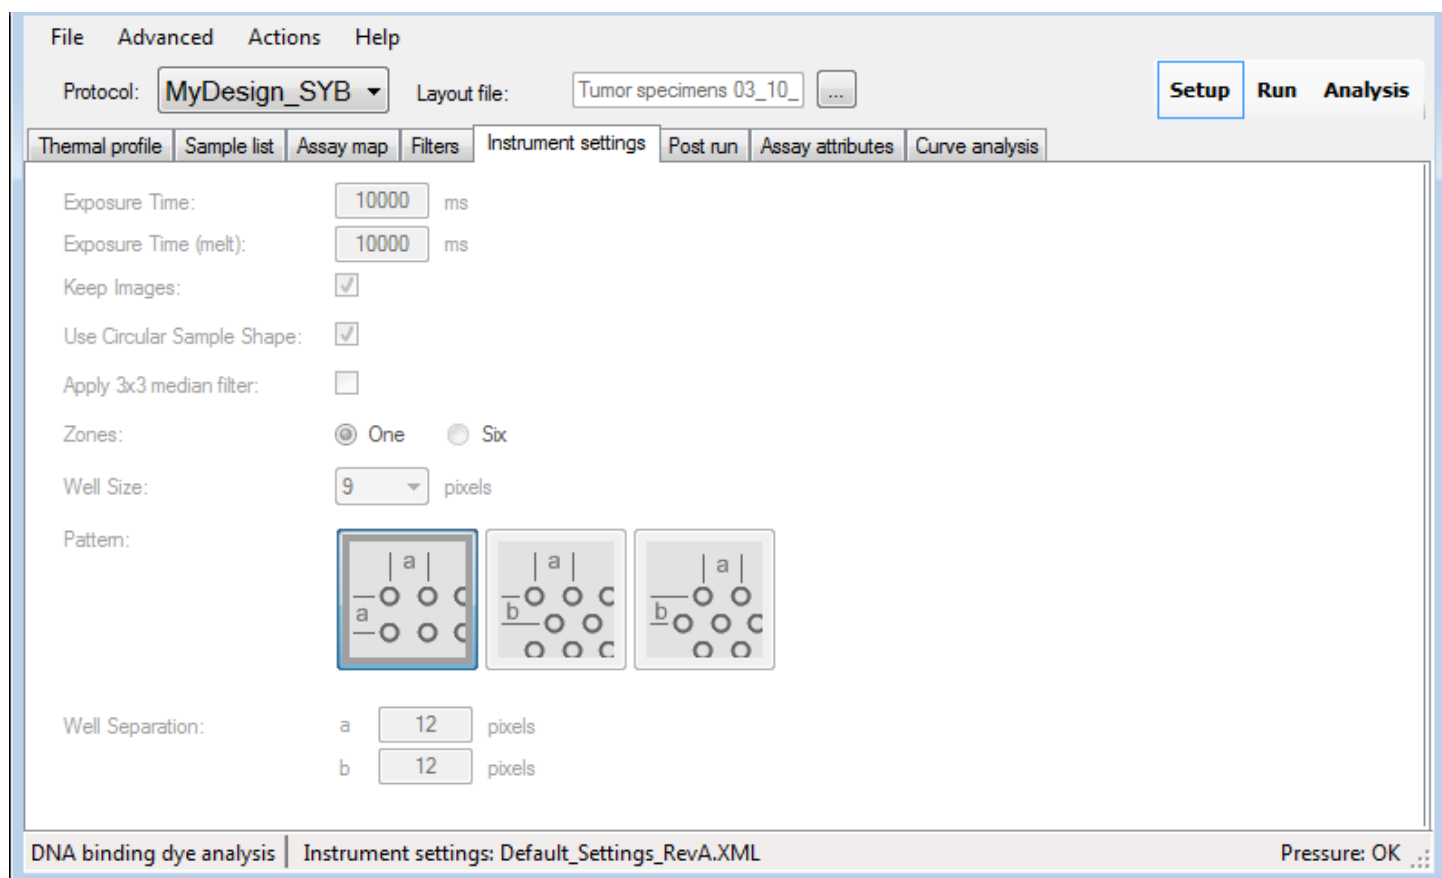 File Advanced Actions Help
Protocol: MyDesign_SYB Layout file: Tumor specimens 03_10_ ... Setup Run Analysis
Thermal profile Sample list Assay map Filters Instrument settings Post run Assay attributes Curve analysis
Exposure Time: 10000 ms
Exposure Time (melt): 10000 ms
Keep Images:
Use Circular Sample Shape:
Apply 3x3 median filter:
Zones: One Six
Well Size: 9 pixels
Pattern:
a a a
a b b
Well Separation: a 12 pixels
b 12 pixels
DNA binding dye analysis Instrument settings: Default_Settings_RevA.XML Pressure: OK